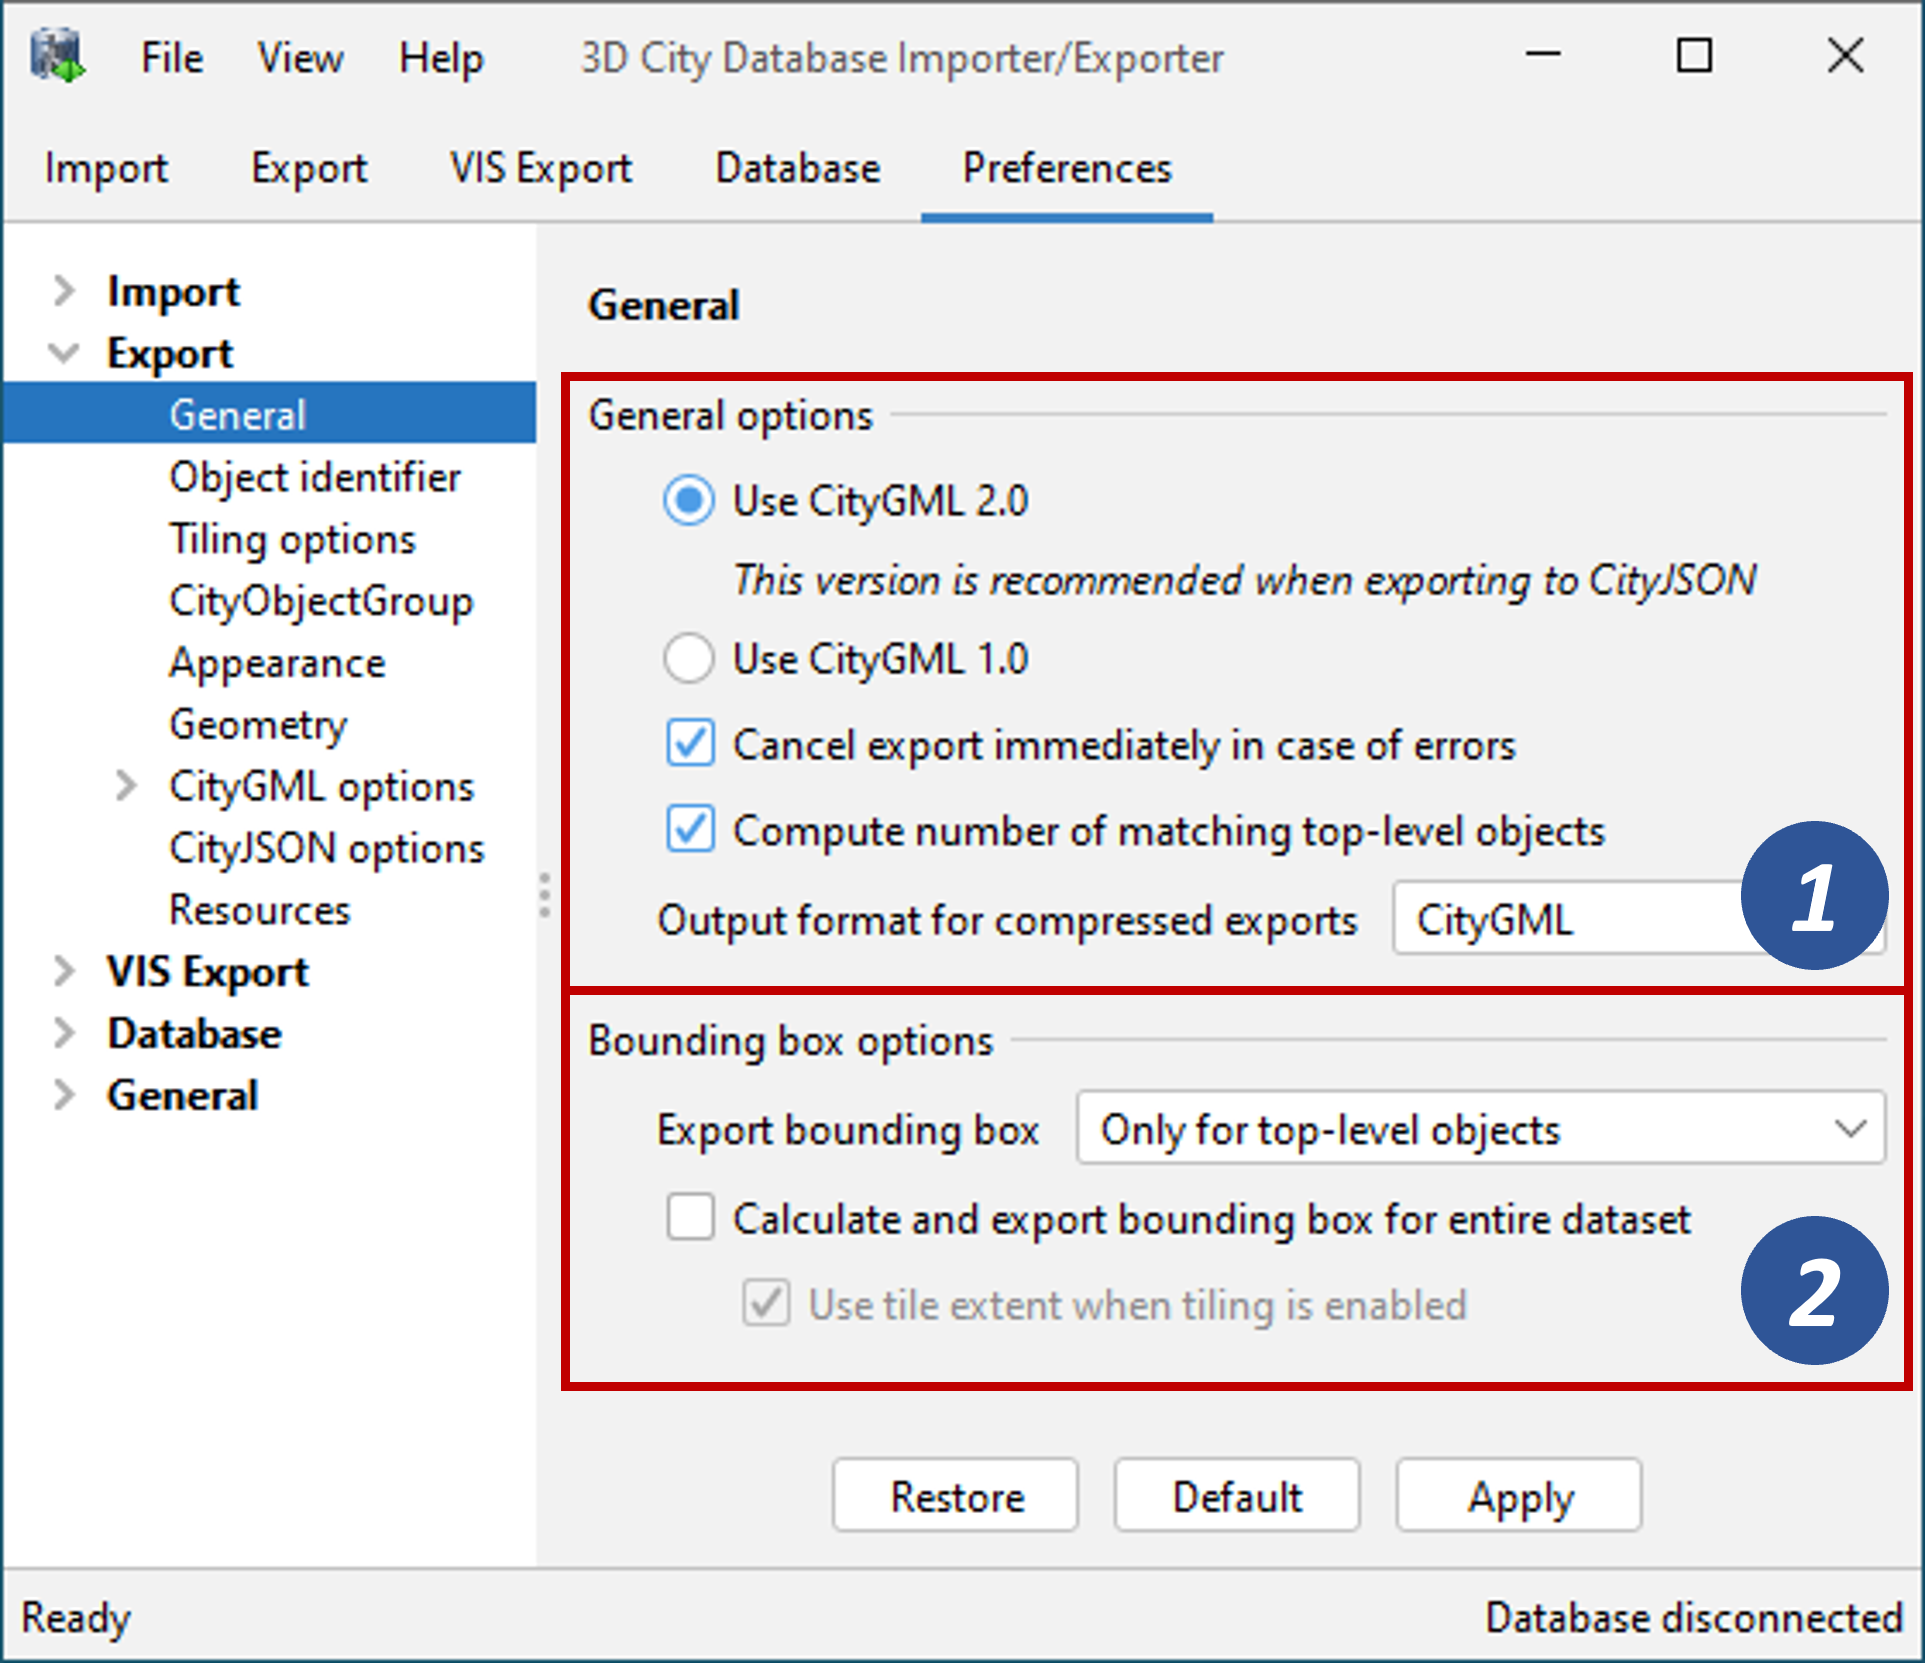 File View Help 3D City Database Importer/Exporter
Import Export VIS Export Database Preferences
Import
Export
General
Object identifier
Tiling options
CityObjectGroup
Appearance
Geometry
CityGML options
CityJSON options
Resources
VIS Export
Database
General
General
General options
Use CityGML 2.0
This version is recommended when exporting to CityJSON
Use CityGML 1.0
Cancel export immediately in case of errors
Compute number of matching top-level objects
Output format for compressed exports CityGML
1
Bounding box options
Export bounding box Only for top-level objects
Calculate and export bounding box for entire dataset
Use tile extent when tiling is enabled
2
Restore Default Apply
Ready Database disconnected